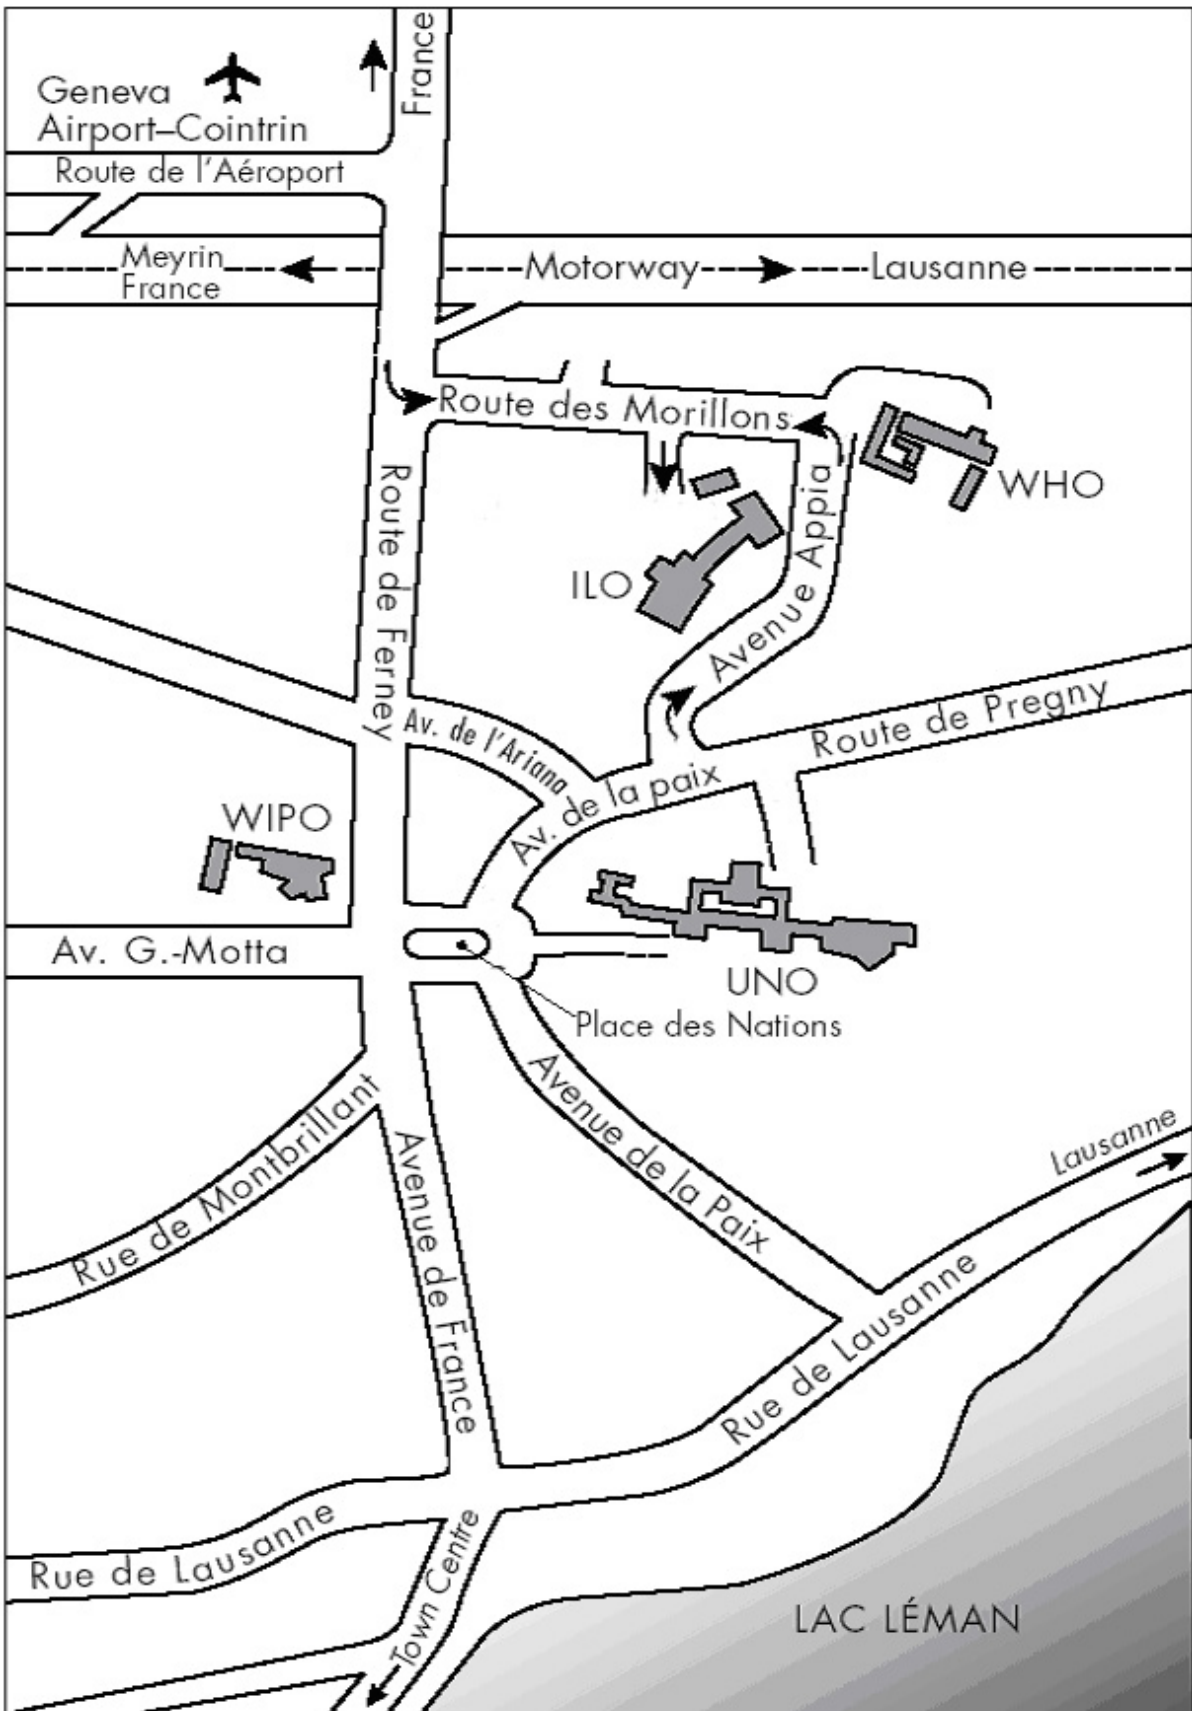 France
Geneva
Airport–Cointrin
Route de l'Aéroport
Meyrin
France
Motorway
Lausanne
Route des Morillons
WHO
Route de Ferney
Avenue Appia
ILO
Av. de l'Ariana
Route de Pregny
Av. de la paix
WIPO
Av. G.-Motta
UNO
Place des Nations
Avenue de la Paix
Rue de Montbrillant
Avenue de France
Lausanne
Rue de Lausanne
Rue de Lausanne
Town Centre
LAC LÉMAN